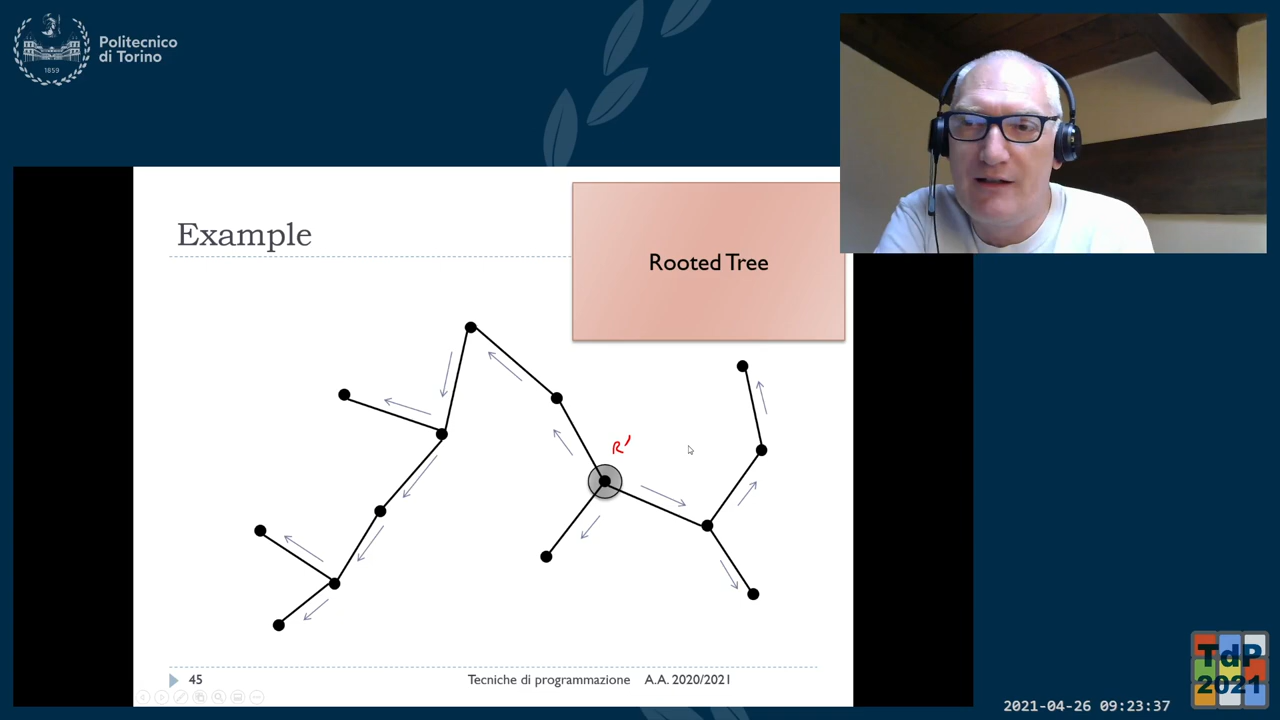 Politecnico
di Torino
1859
Example
Rooted Tree
R'
45
Tecniche di programmazione A.A. 2020/2021
TdP
2021
2021-04-26 09:23:37